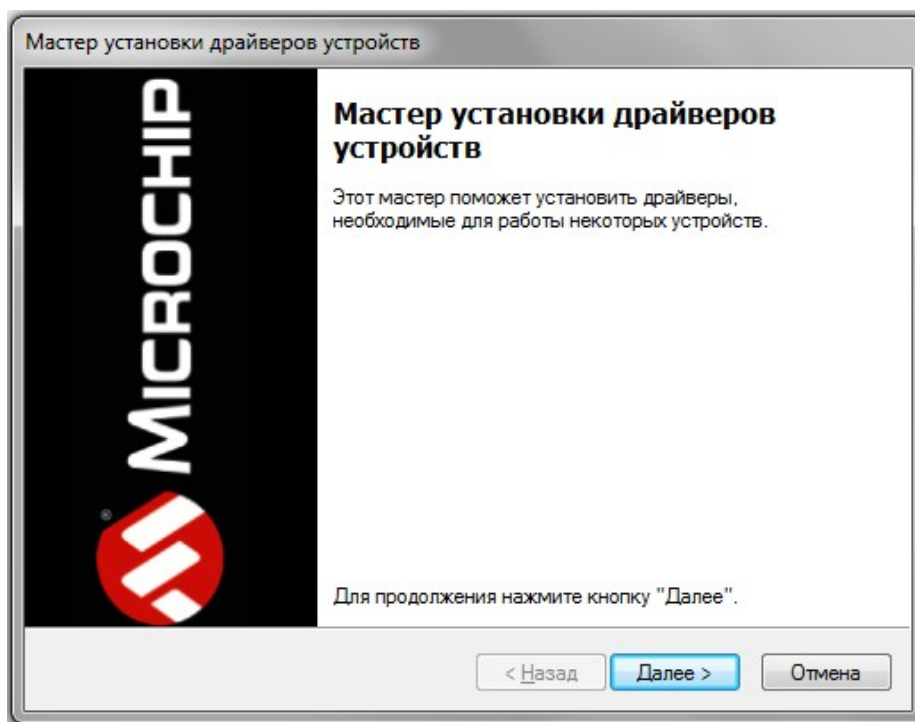 Мастер установки драйверов устройств
MICROCHIP
®
Мастер установки драйверов
устройств
Этот мастер поможет установить драйверы,
необходимые для работы некоторых устройств.
Для продолжения нажмите кнопку "Далее".
< Назад
Далее >
Отмена